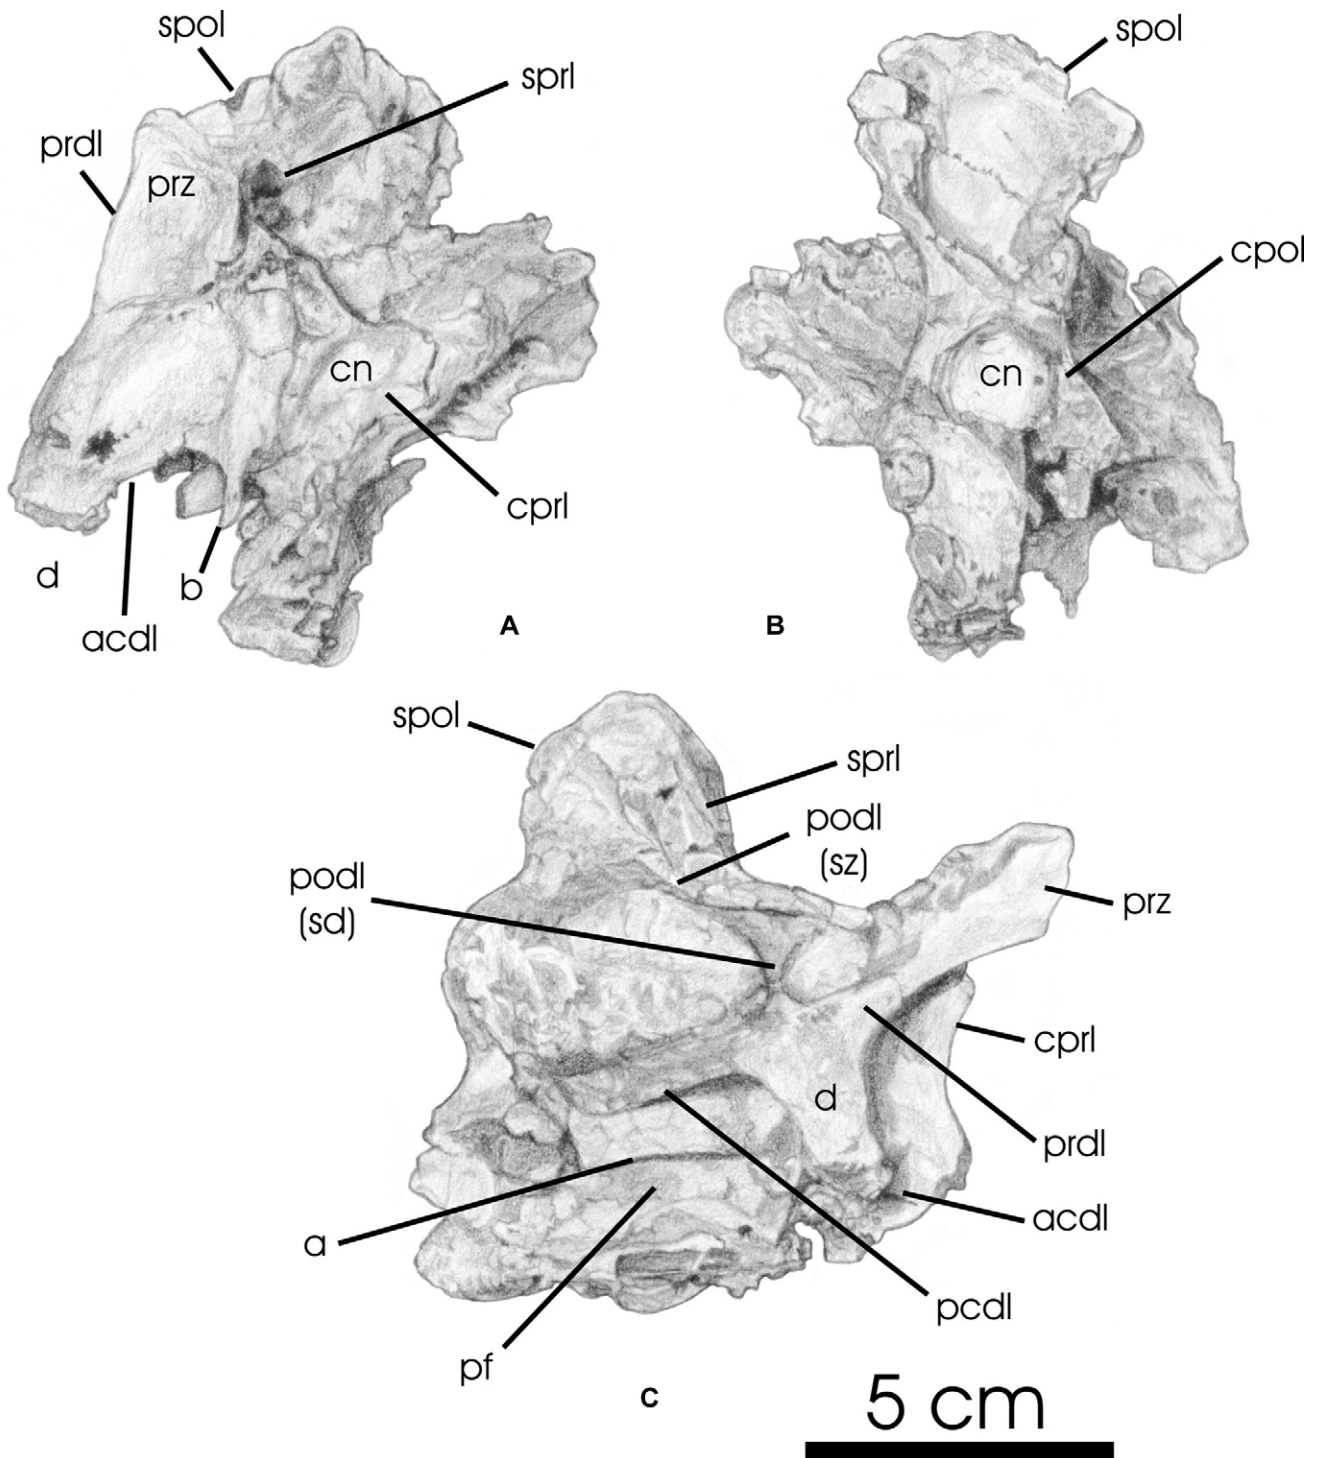 spol
sprl
prdl
prz
cn
cprl
d
b
acdl
A
spol
cpol
cn
B
spol
sprl
podl
(sz)
podl
(sd)
prz
cprl
d
prdl
a
acdl
pcdl
pf
C
5 cm